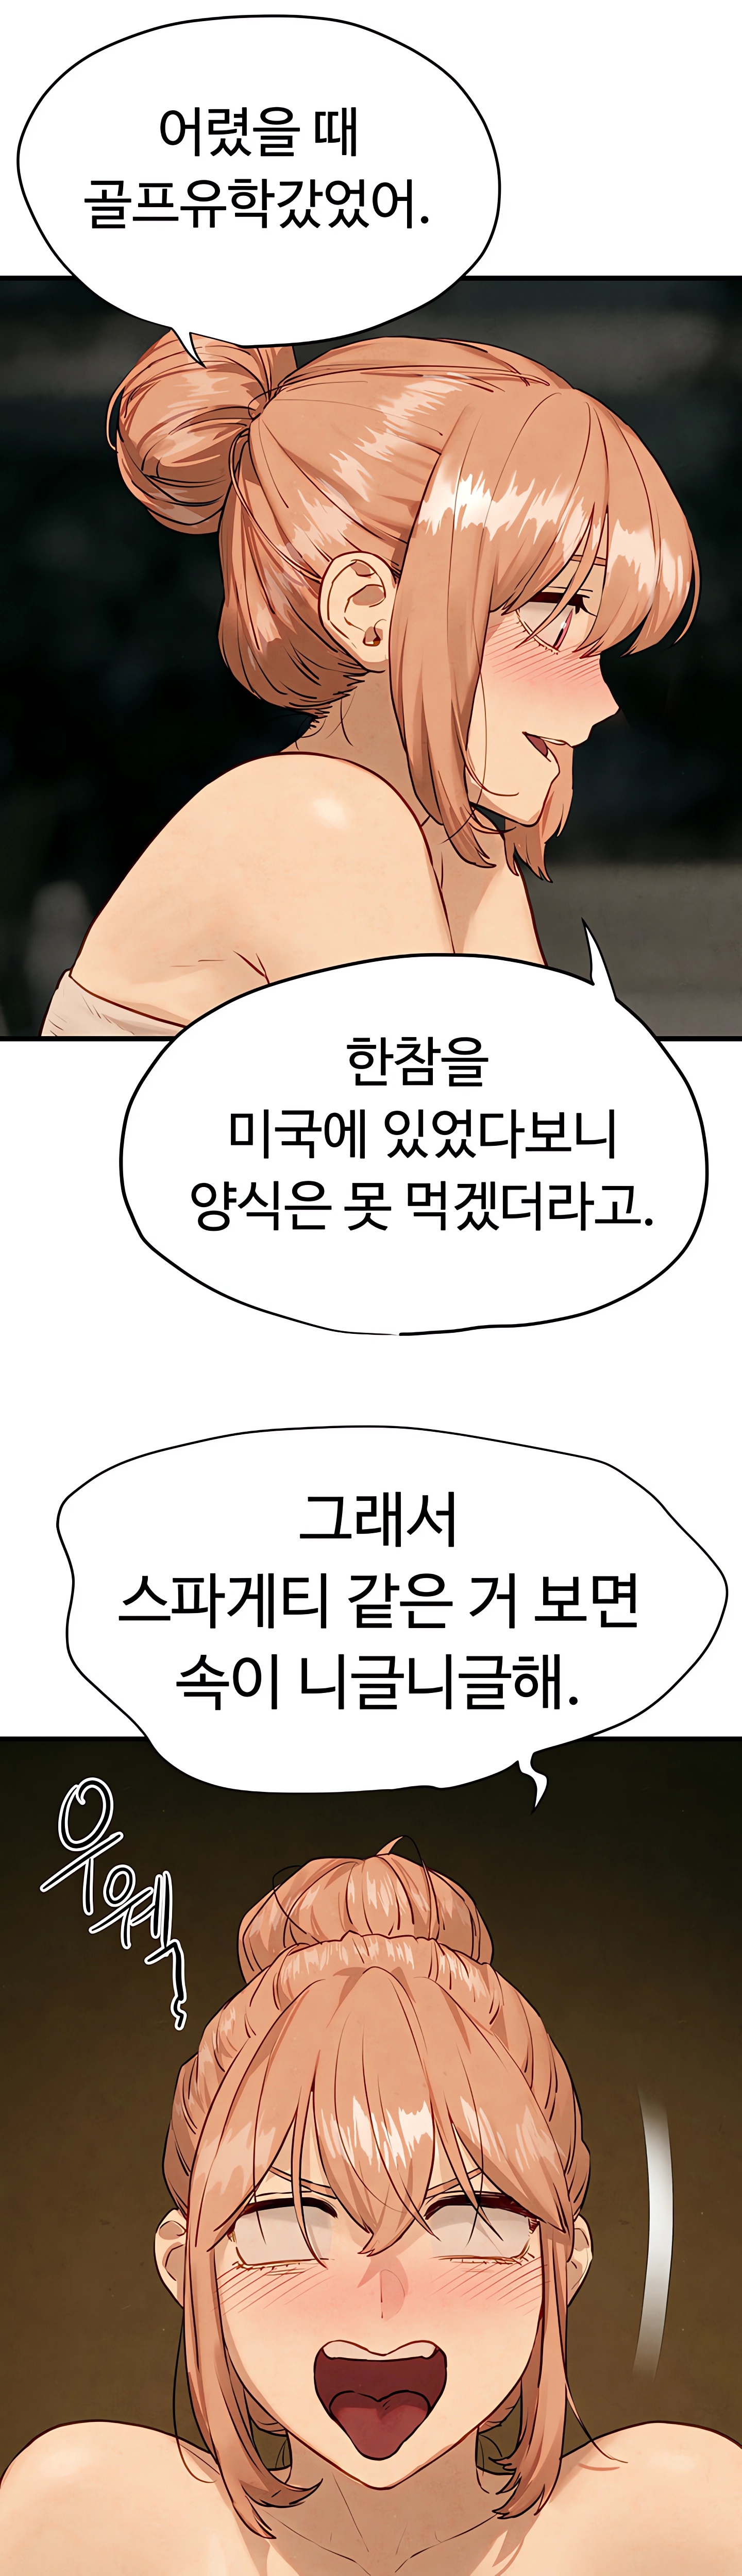 어렸을 때
골프유학갔었어.
한참을
미국에 있었다보니
양식은 못 먹겠더라고.
그래서
스파게티 같은 거 보면
속이 니글니글해.
우웩